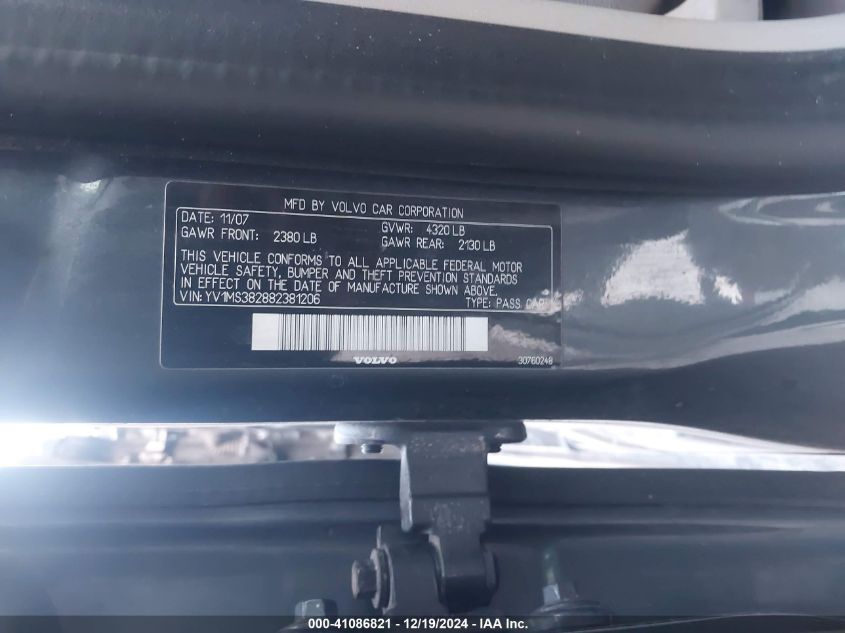 MFD BY VOLVO CAR CORPORATION
DATE: 11/07 GVWR: 4320 LB
GAWR FRONT: 2380 LB GAWR REAR: 2130 LB
THIS VEHICLE CONFORMS TO ALL APPLICABLE FEDERAL MOTOR
VEHICLE SAFETY, BUMPER AND THEFT PREVENTION STANDARDS
IN EFFECT ON THE DATE OF MANUFACTURE SHOWN ABOVE.
VIN: YV1MS382882381206 TYPE: PASS CAR
VOLVO 30760248
000-41086821 - 12/19/2024 - IAA Inc.